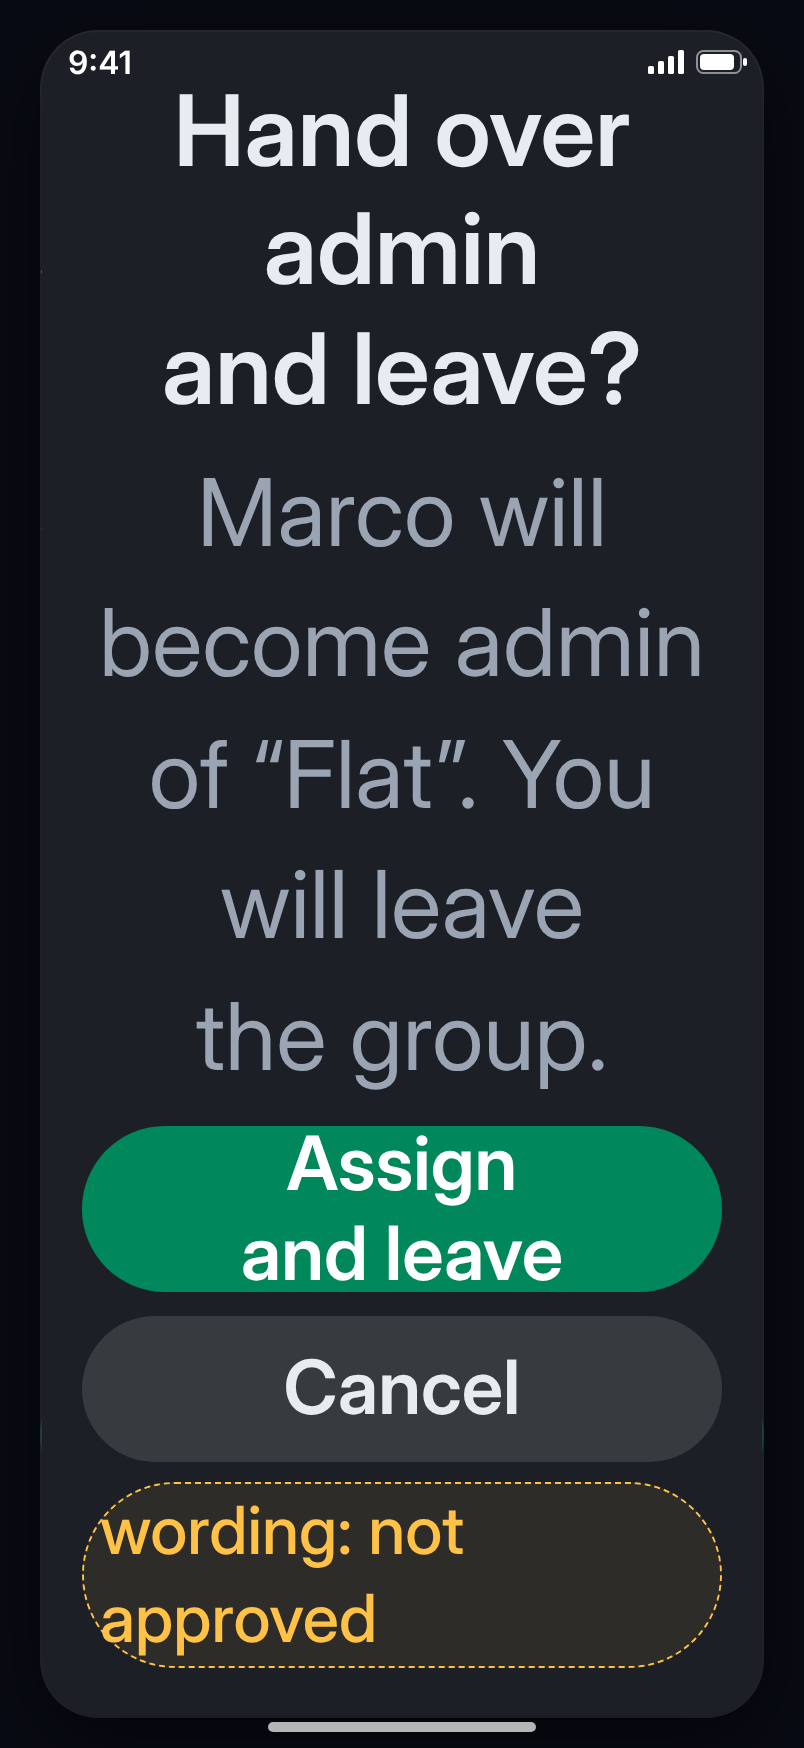 9:41
Hand over
admin
and leave?
Marco will
become admin
of “Flat”. You
will leave
the group.
Assign
and leave
Cancel
wording: not
approved